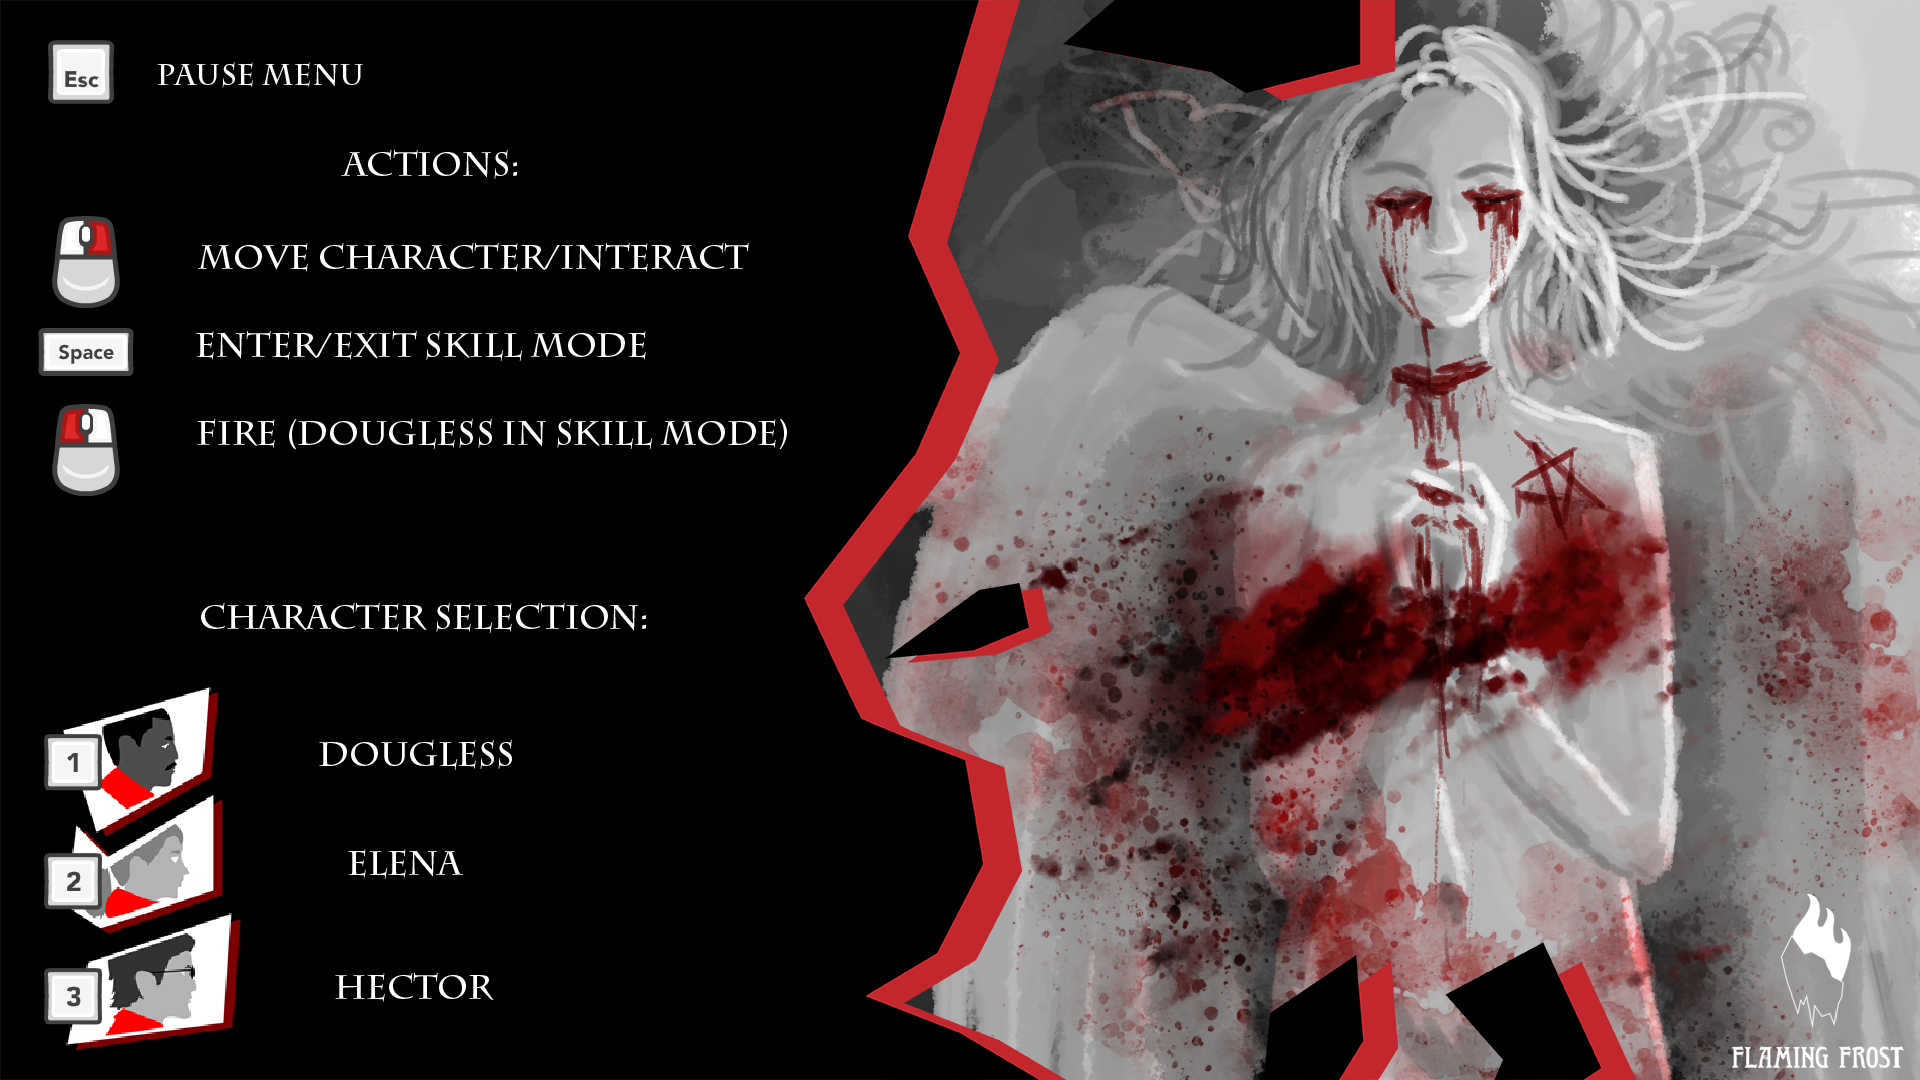 Esc PAUSE MENU
ACTIONS:
MOVE CHARACTER/INTERACT
Space ENTER/EXIT SKILL MODE
FIRE (DOUGLESS IN SKILL MODE)
CHARACTER SELECTION:
1 DOUGLESS
2 ELENA
3 HECTOR
FLAMING FROST